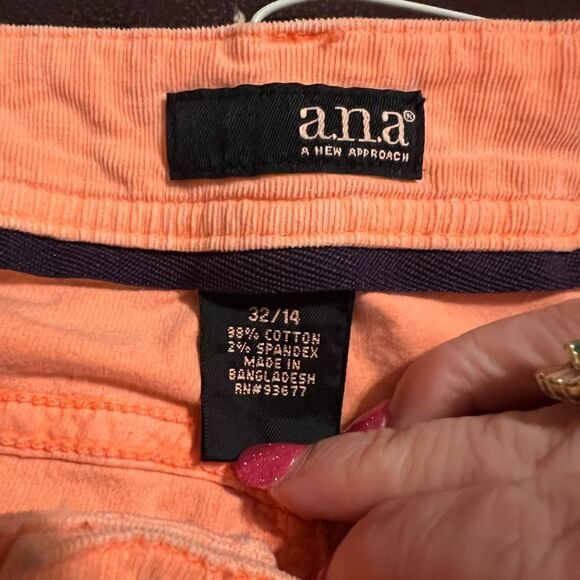 a.n.a®
A NEW APPROACH
32/14
98% COTTON
2% SPANDEX
MADE IN
BANGLADESH
RN#93677